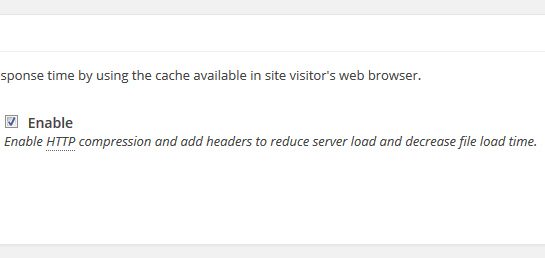 sponse time by using the cache available in site visitor's web browser.
Enable
Enable HTTP compression and add headers to reduce server load and decrease file load time.